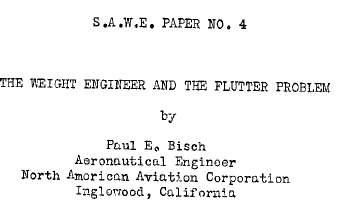 S.A.W.E. PAPER NO. 4
THE WEIGHT ENGINEER AND THE FLUTTER PROBLEM
by
Paul E. Bisch
Aeronautical Engineer
North American Aviation Corporation
Inglewood, California